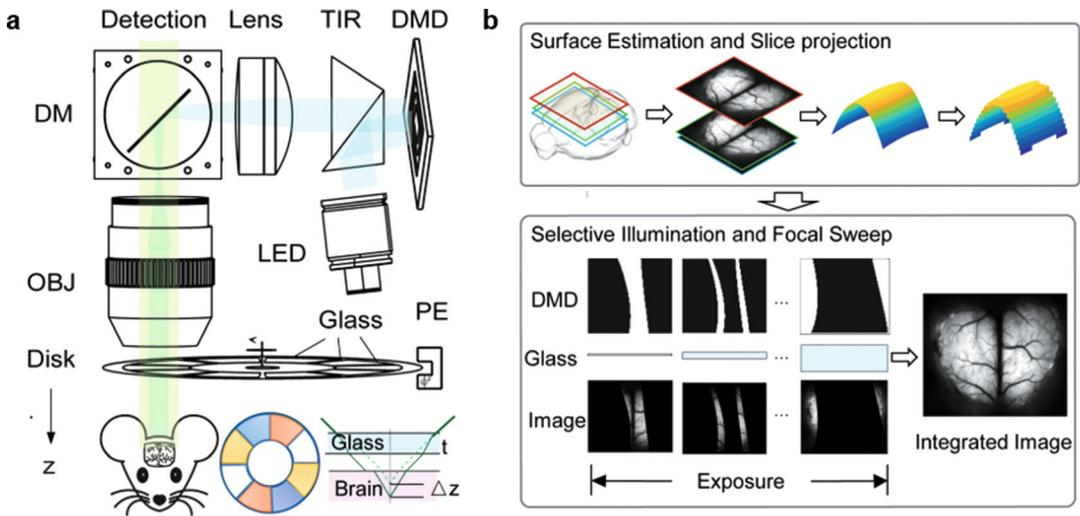 a
Detection Lens TIR DMD
DM
LED
OBJ
PE
Glass
Disk
z
Glass
t
Brain
Δz
b
Surface Estimation and Slice projection
Selective Illumination and Focal Sweep
DMD
...
Glass
...
Image
...
Integrated Image
Exposure